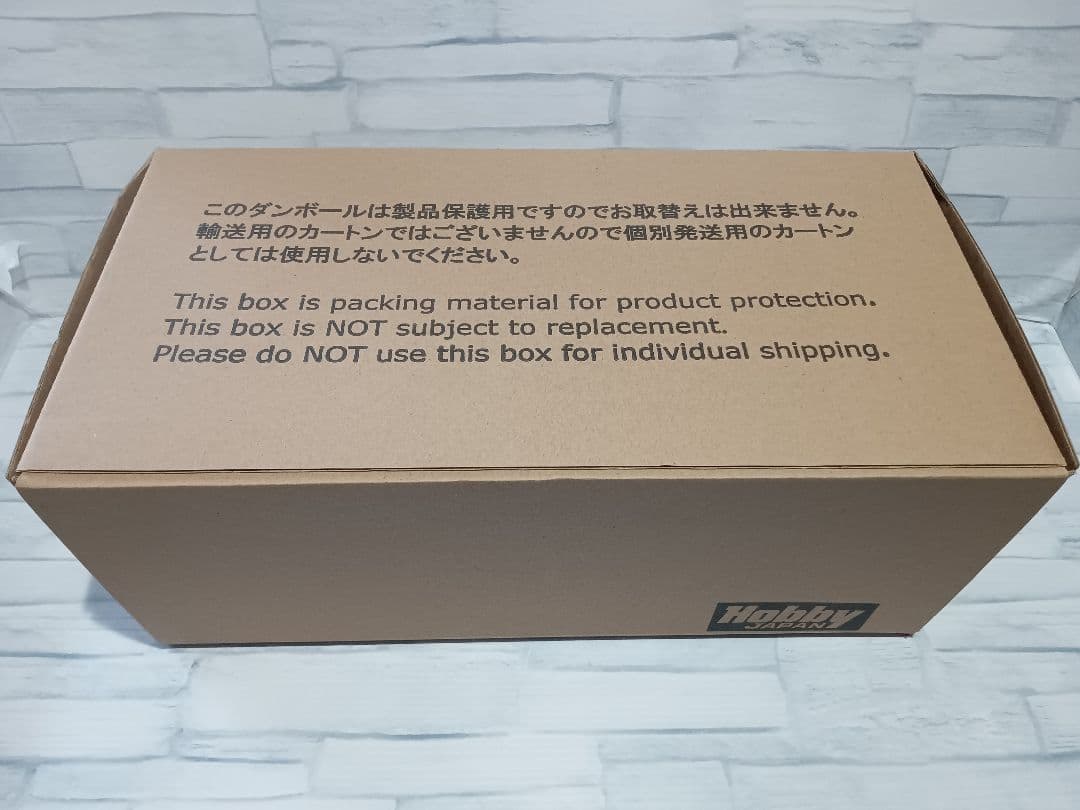 このダンボールは製品保護用ですのでお取替えは出来ません。
輸送用のカートンではございませんので個別発送用のカートン
としては使用しないでください。
This box is packing material for product protection.
This box is NOT subject to replacement.
Please do NOT use this box for individual shipping.
Hobby
JAPAN